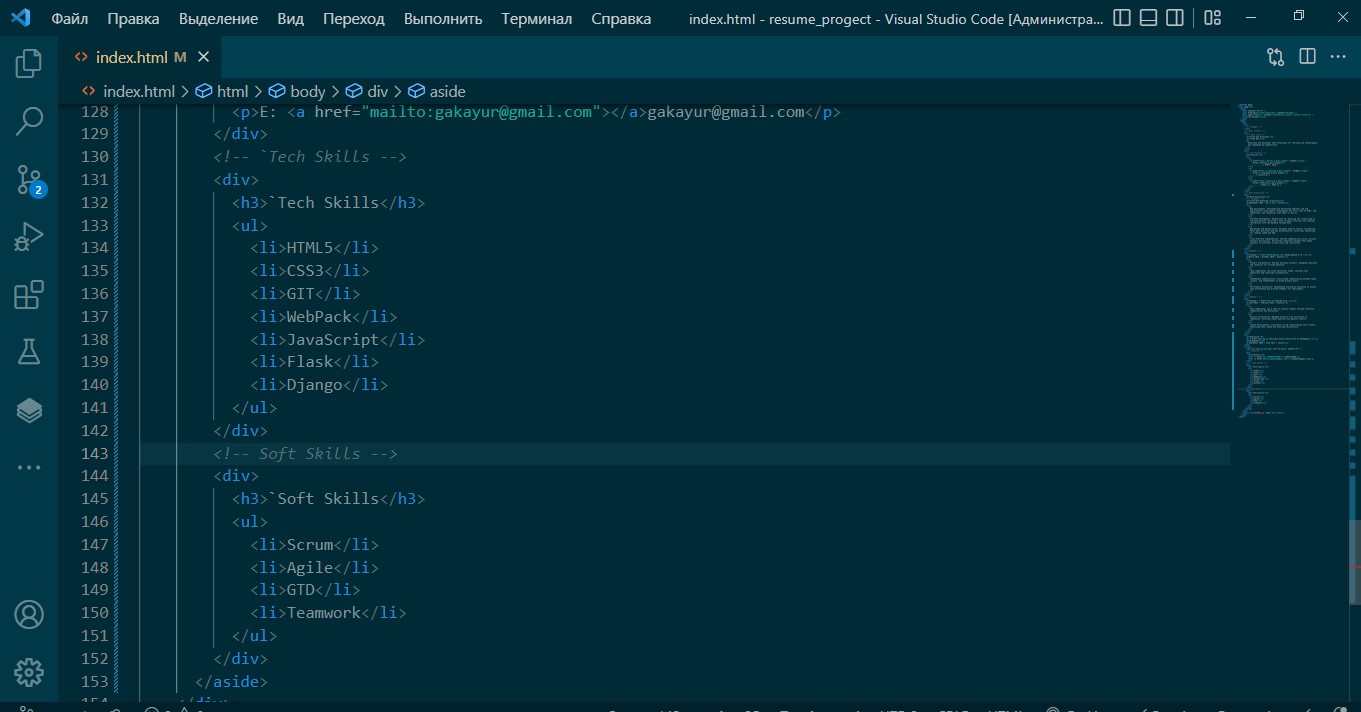 Файл Правка Выделение Вид Переход Выполнить Терминал Справка index.html - resume_progect - Visual Studio Code [Администра...
index.html M
index.html > html > body > div > aside
128 <p>E: <a href="mailto:gakayur@gmail.com"></a>gakayur@gmail.com</p>
129 </div>
130 <!-- `Tech Skills -->
131 <div>
132 <h3>`Tech Skills</h3>
133 <ul>
134 <li>HTML5</li>
135 <li>CSS3</li>
136 <li>GIT</li>
137 <li>WebPack</li>
138 <li>JavaScript</li>
139 <li>Flask</li>
140 <li>Django</li>
141 </ul>
142 </div>
143 <!-- Soft Skills -->
144 <div>
145 <h3>`Soft Skills</h3>
146 <ul>
147 <li>Scrum</li>
148 <li>Agile</li>
149 <li>GTD</li>
150 <li>Teamwork</li>
151 </ul>
152 </div>
153 </aside>
2